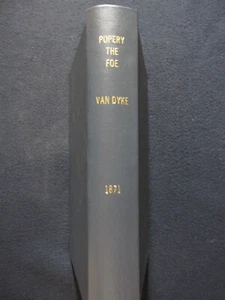 POPERY
THE
FOE
VAN DYKE
1871